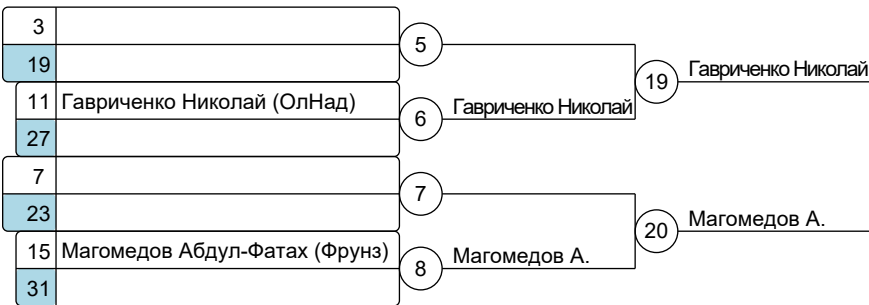 3
5
19
19 Гавриченко Николай
11 Гавриченко Николай (ОлНад)
6 Гавриченко Николай
27
7
7
23
20 Магомедов А.
15 Магомедов Абдул-Фатах (Фрунз)
8 Магомедов А.
31